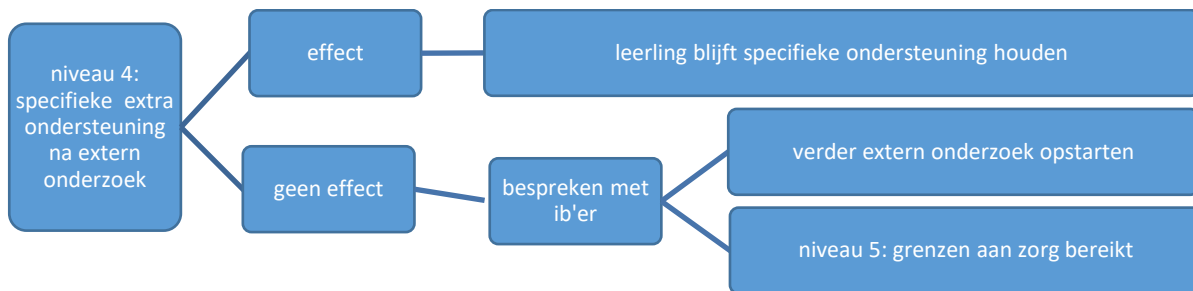 niveau 4:
specifieke extra
ondersteuning
na extern
onderzoek
effect
leerling blijft specifieke ondersteuning houden
geen effect
bespreken met
ib'er
verder extern onderzoek opstarten
niveau 5: grenzen aan zorg bereikt